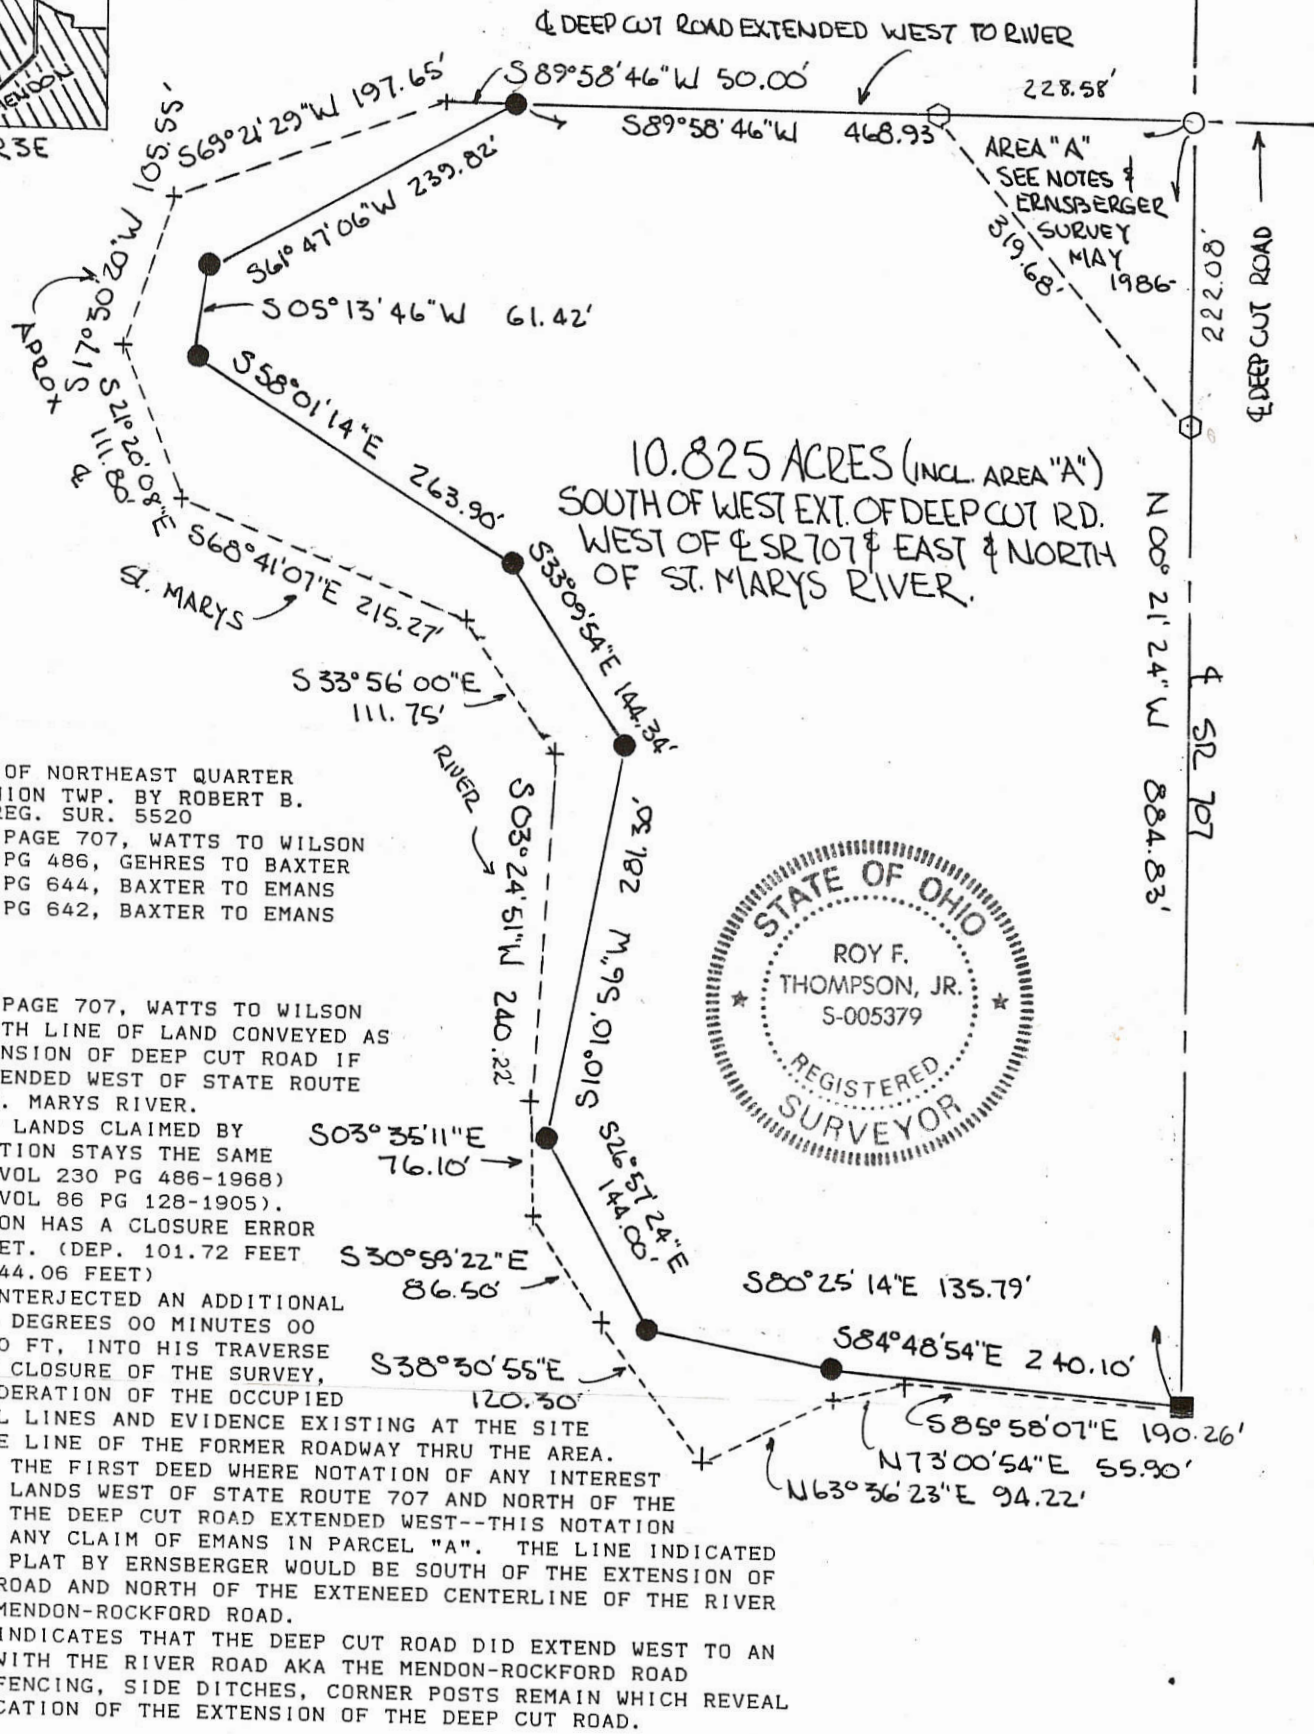 ℄ DEEP CUT ROAD EXTENDED WEST TO RIVER
S 89°58'46"W 50.00'
228.58'
S89°58'46"W 468.93'
S69°21'29"W 197.65'
105.55'
S 17°50'20"W
R3E
S61°47'06"W 239.82'
AREA "A"
SEE NOTES &
ERNSBERGER
SURVEY
MAY
1986
319.68'
222.08'
℄ DEEP CUT ROAD
APROX
S 05°13'46"W 61.42'
S 58°01'14"E 263.90'
S 21°20'08"E
111.80'
℄
S68°41'07"E 215.27'
ST. MARYS
10.825 ACRES (INCL. AREA "A")
SOUTH OF WEST EXT. OF DEEP CUT RD.
WEST OF ℄ SR 707 & EAST & NORTH
OF ST. MARYS RIVER.
N 00°21'24"W 884.83'
℄ SR 707
S33°09'54"E 144.34'
S 33°56'00"E
111.75'
RIVER
S 03°24'51"W 240.22'
S10°01'56"W 281.30'
OF NORTHEAST QUARTER
ION TWP. BY ROBERT B.
REG. SUR. 5520
PAGE 707, WATTS TO WILSON
PG 486, GEHRES TO BAXTER
PG 644, BAXTER TO EMANS
PG 642, BAXTER TO EMANS
STATE OF OHIO
ROY F.
THOMPSON, JR.
S-005379
REGISTERED
SURVEYOR
PAGE 707, WATTS TO WILSON
TH LINE OF LAND CONVEYED AS
NSION OF DEEP CUT ROAD IF
ENDED WEST OF STATE ROUTE
. MARYS RIVER.
LANDS CLAIMED BY
TION STAYS THE SAME
VOL 230 PG 486-1968)
VOL 86 PG 128-1905).
ON HAS A CLOSURE ERROR
ET. (DEP. 101.72 FEET
44.06 FEET)
NTERJECTED AN ADDITIONAL
DEGREES 00 MINUTES 00
0 FT, INTO HIS TRAVERSE
CLOSURE OF THE SURVEY,
DERATION OF THE OCCUPIED
L LINES AND EVIDENCE EXISTING AT THE SITE
E LINE OF THE FORMER ROADWAY THRU THE AREA.
THE FIRST DEED WHERE NOTATION OF ANY INTEREST
LANDS WEST OF STATE ROUTE 707 AND NORTH OF THE
THE DEEP CUT ROAD EXTENDED WEST--THIS NOTATION
ANY CLAIM OF EMANS IN PARCEL "A". THE LINE INDICATED
PLAT BY ERNSBERGER WOULD BE SOUTH OF THE EXTENSION OF
ROAD AND NORTH OF THE EXTENEED CENTERLINE OF THE RIVER
MENDON-ROCKFORD ROAD.
INDICATES THAT THE DEEP CUT ROAD DID EXTEND WEST TO AN
WITH THE RIVER ROAD AKA THE MENDON-ROCKFORD ROAD
FENCING, SIDE DITCHES, CORNER POSTS REMAIN WHICH REVEAL
CATION OF THE EXTENSION OF THE DEEP CUT ROAD.
S03°35'11"E
76.10'
S26°57'24"E
144.00'
S 30°59'22"E
86.50'
S38°30'55"E
120.30'
S80°25'14"E 135.79'
S84°48'54"E 240.10'
S85°58'07"E 190.26'
N73°00'54"E 55.90'
N63°36'23"E 94.22'